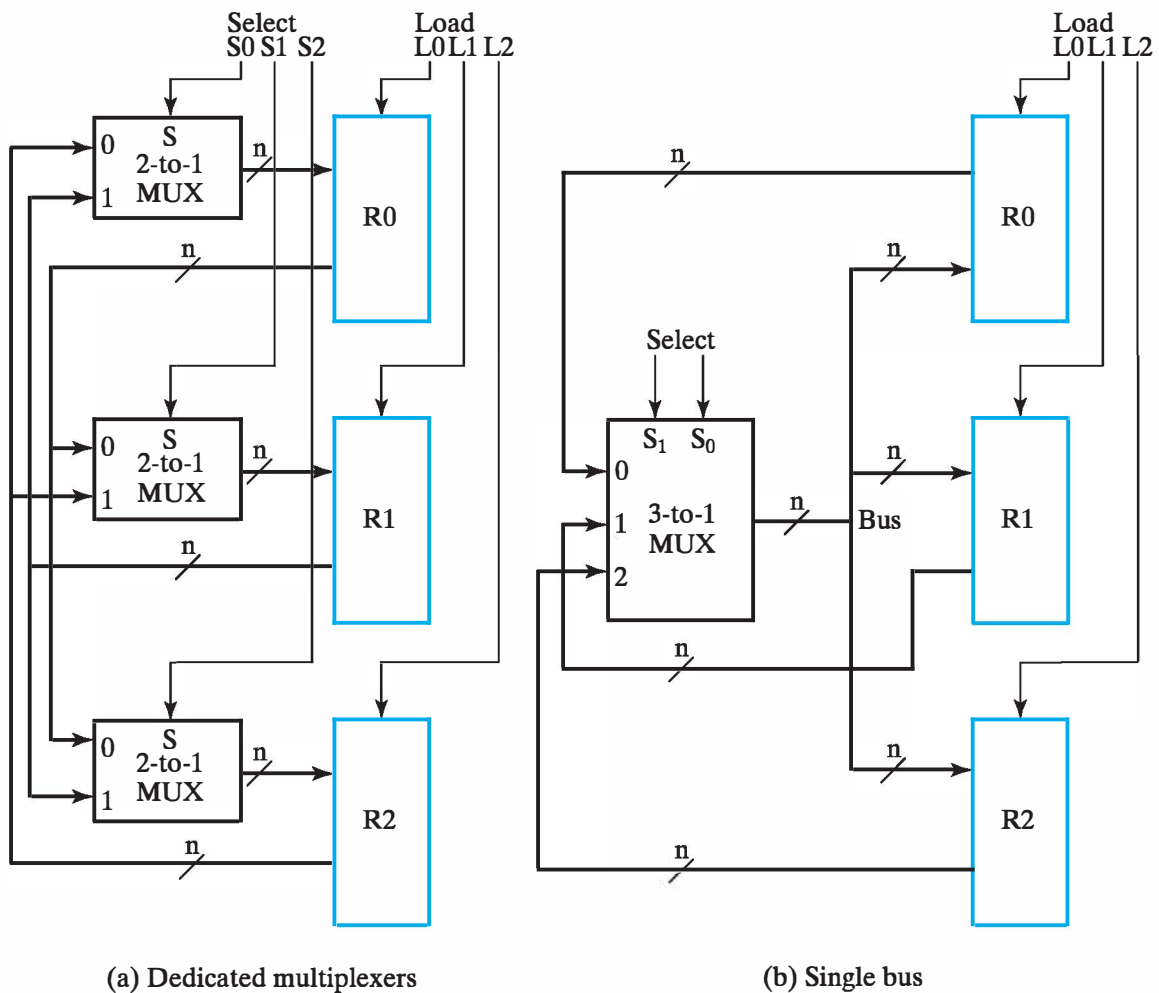 Select
S0 S1 S2
Load
L0 L1 L2
0
S
2-to-1
MUX
1
n
R0
n
0
S
2-to-1
MUX
1
n
R1
n
0
S
2-to-1
MUX
1
n
R2
n
(a) Dedicated multiplexers
Load
L0 L1 L2
n
R0
n
Select
S1 S0
0
1
3-to-1
MUX
2
n
Bus
n
R1
n
n
R2
n
(b) Single bus